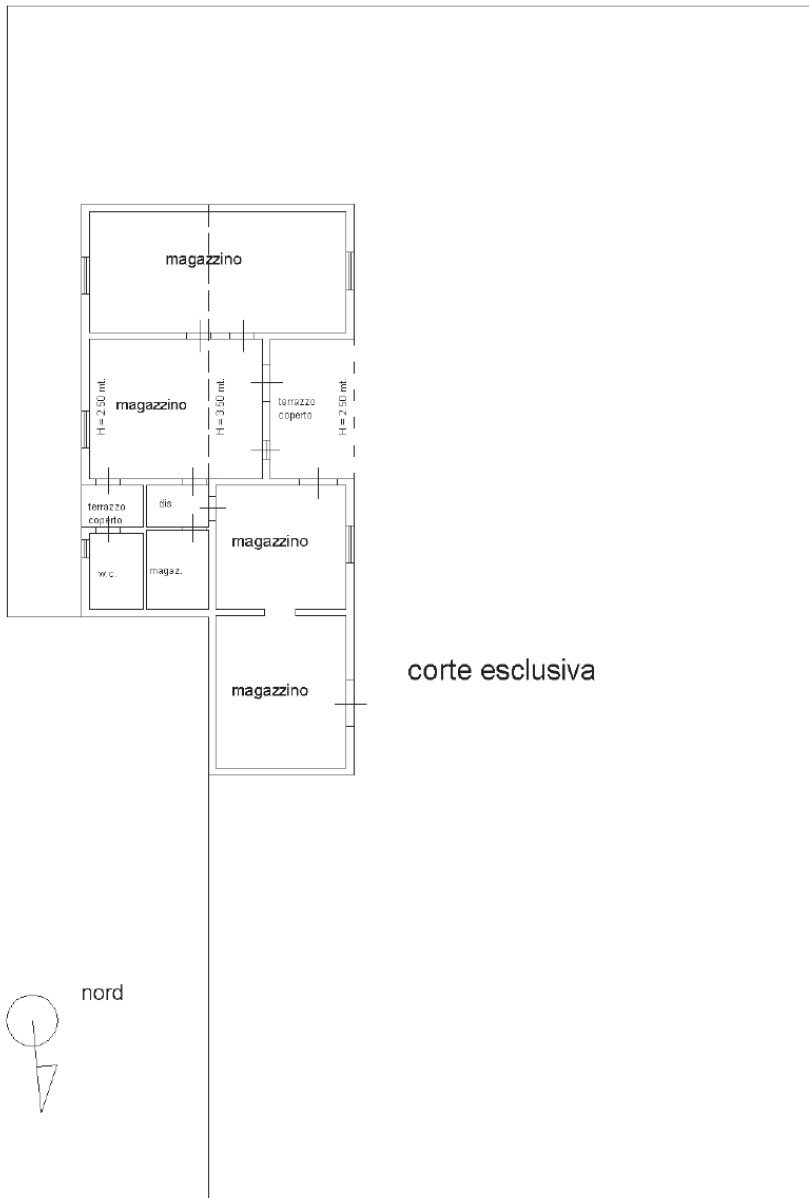 magazzino
magazzino
H = 2.50 mt.
H = 3.50 mt.
terrazzo
coperto
H = 2.50 mt.
terrazzo
coperto
dis.
magazzino
w.c.
magaz.
magazzino
corte esclusiva
nord